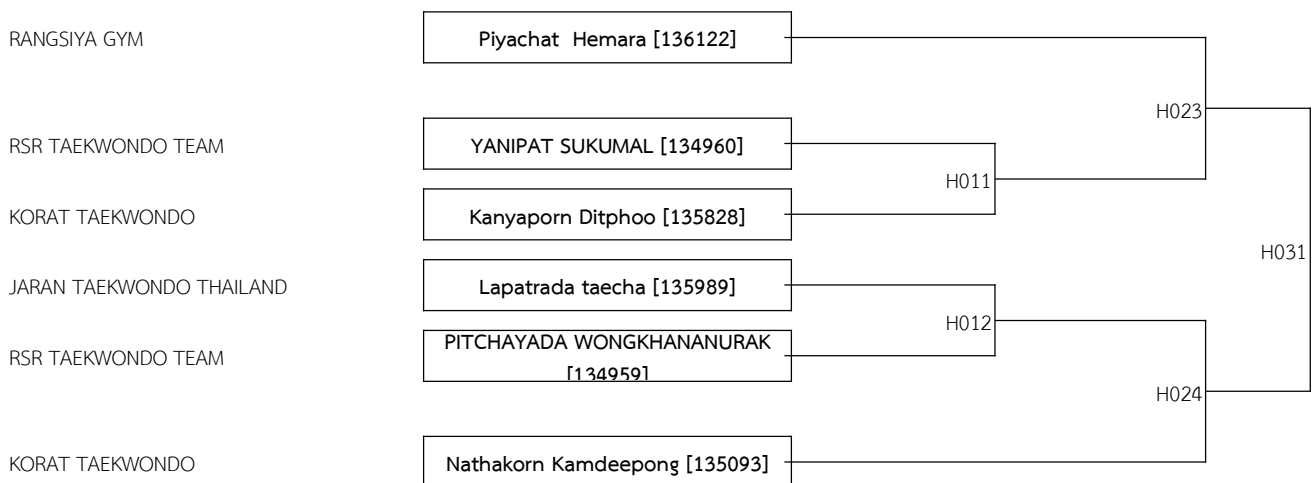 RANGSIYA GYM
Piyachat  Hemara [136122]
H023
RSR TAEKWONDO TEAM
YANIPAT SUKUMAL [134960]
H011
KORAT TAEKWONDO
Kanyaporn Ditphoo [135828]
H031
JARAN TAEKWONDO THAILAND
Lapatrada taecha [135989]
H012
RSR TAEKWONDO TEAM
PITCHAYADA WONGKHANANURAK
[134959]
H024
KORAT TAEKWONDO
Nathakorn Kamdeepong [135093]